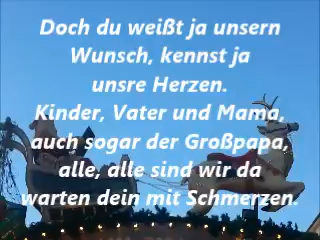 Doch du weißt ja unsern
Wunsch, kennst ja
unsre Herzen.
Kinder, Vater und Mama,
auch sogar der Großpapa,
alle, alle sind wir da
warten dein mit Schmerzen.